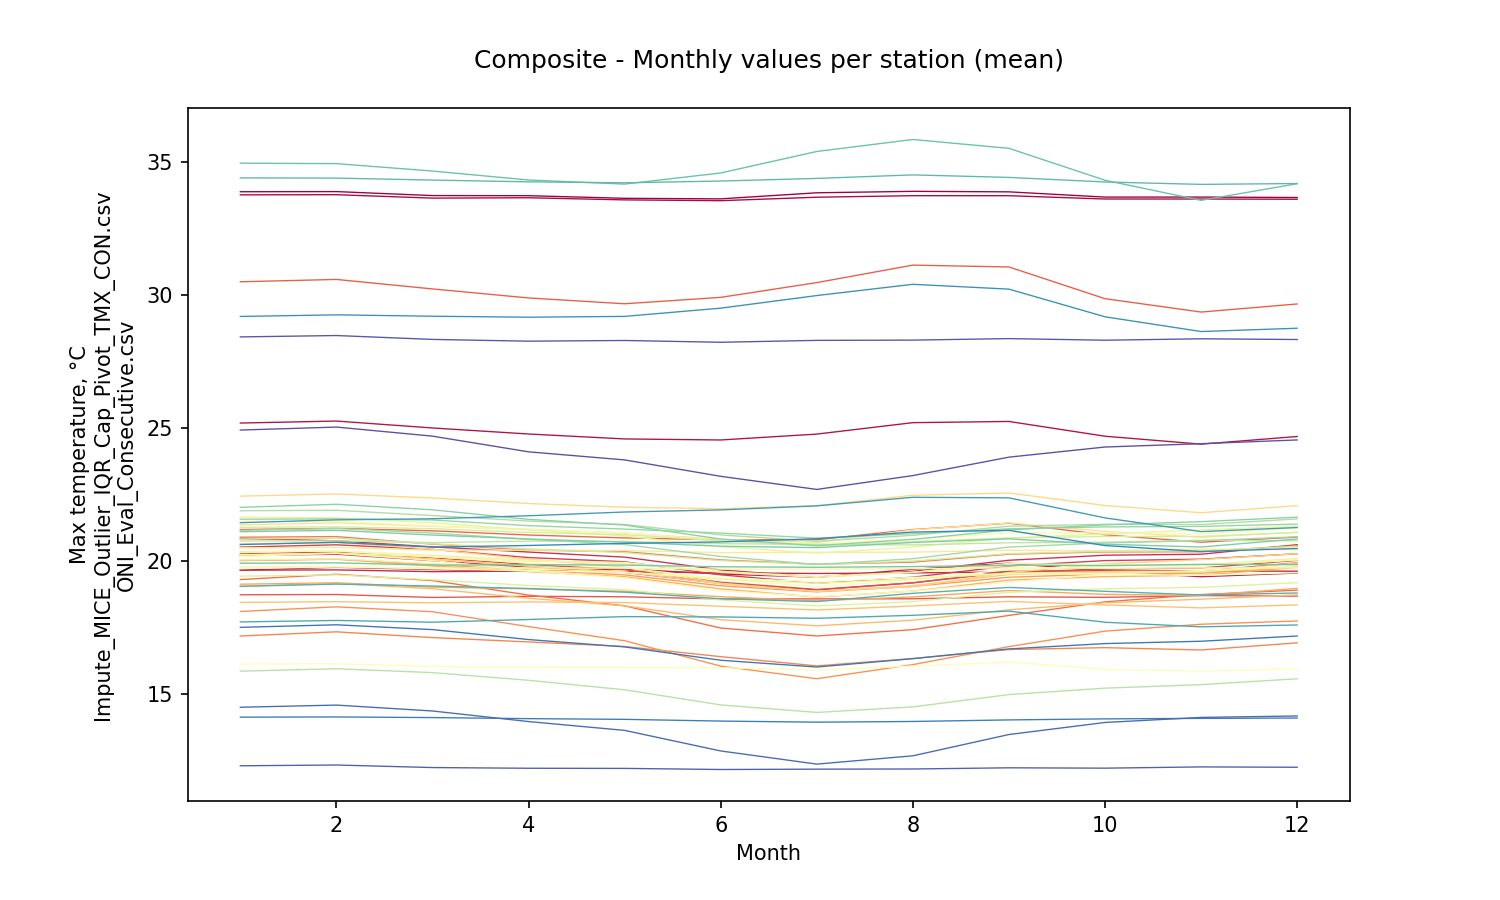 Composite - Monthly values per station (mean)
Max temperature, °C
Impute_MICE_Outlier_IQR_Cap_Pivot_TMX_CON.csv
ONI_Eval_Consecutive.csv
35
30
25
20
15
2 4 6 8 10 12
Month